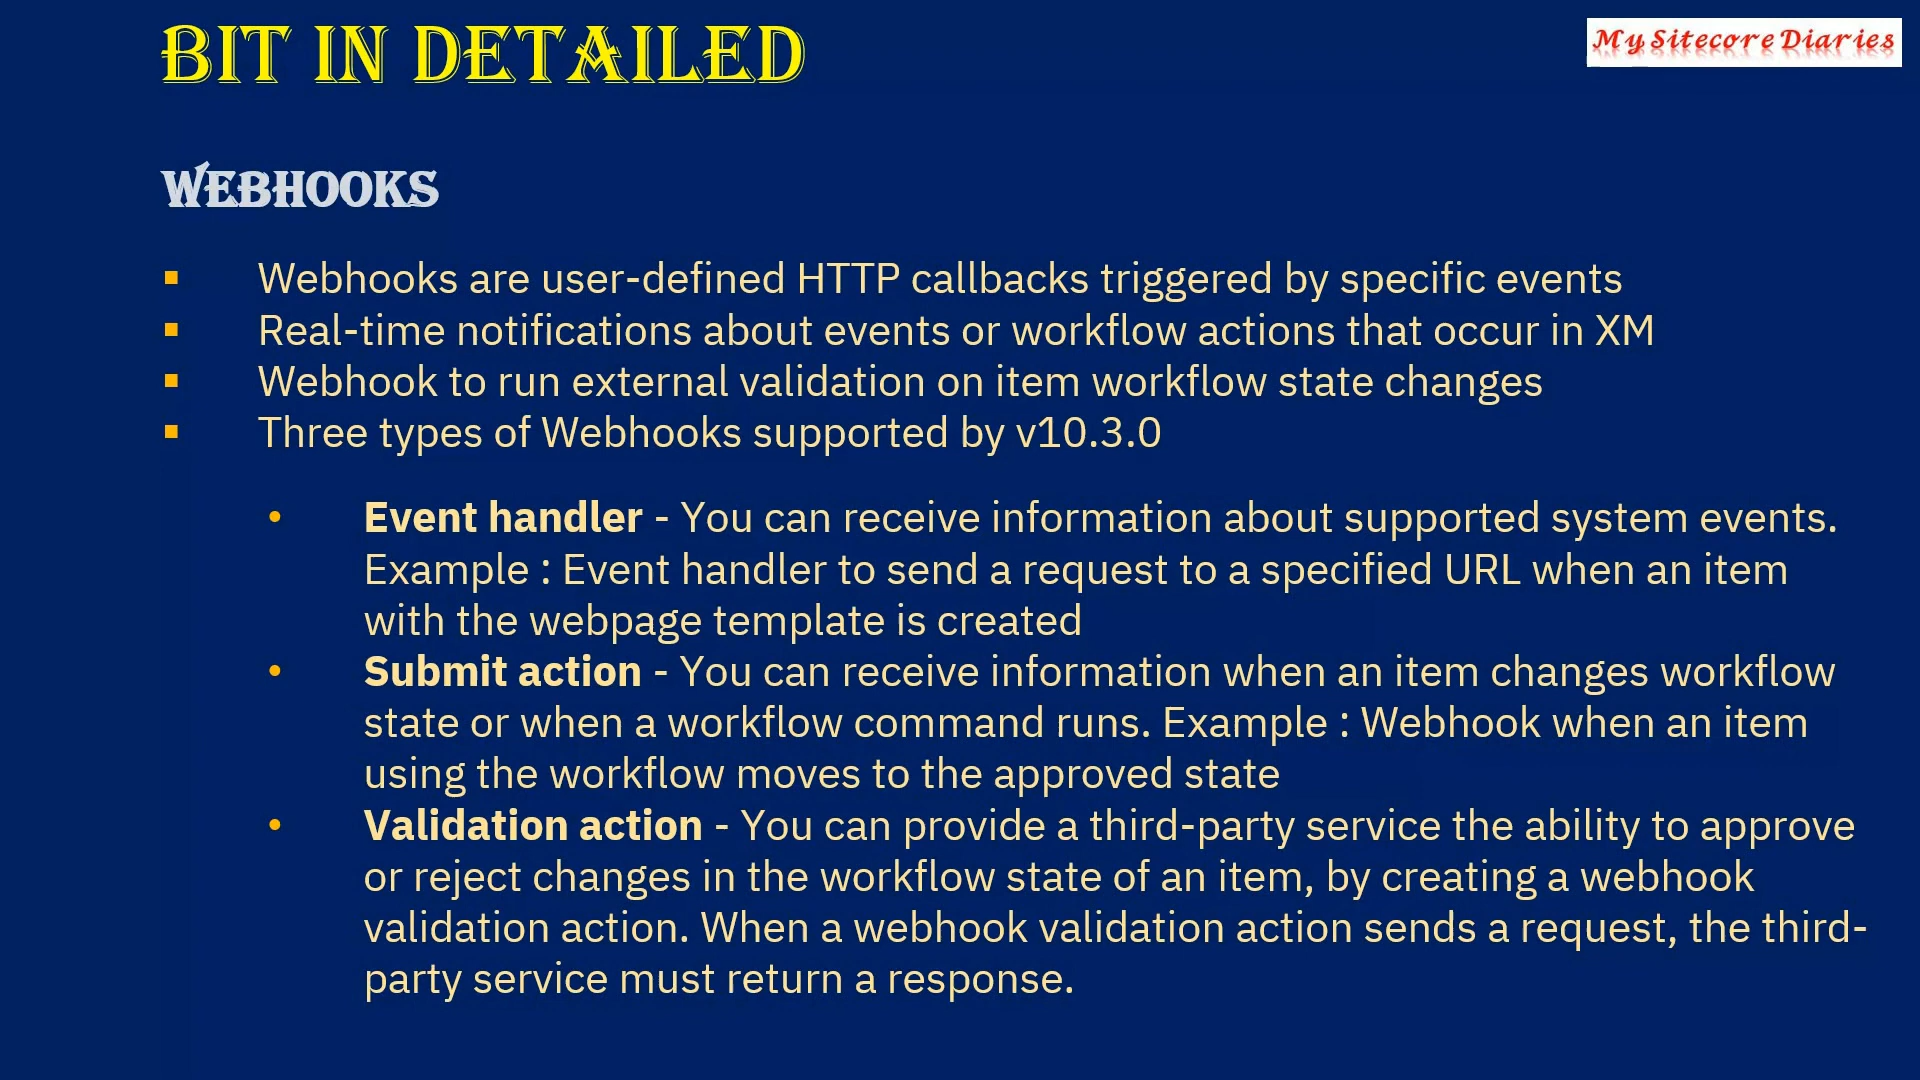 BIT IN DETAILED
My Sitecore Diaries
WEBHOOKS
▪ Webhooks are user-defined HTTP callbacks triggered by specific events
▪ Real-time notifications about events or workflow actions that occur in XM
▪ Webhook to run external validation on item workflow state changes
▪ Three types of Webhooks supported by v10.3.0
• Event handler - You can receive information about supported system events.
Example : Event handler to send a request to a specified URL when an item
with the webpage template is created
• Submit action - You can receive information when an item changes workflow
state or when a workflow command runs. Example : Webhook when an item
using the workflow moves to the approved state
• Validation action - You can provide a third-party service the ability to approve
or reject changes in the workflow state of an item, by creating a webhook
validation action. When a webhook validation action sends a request, the third-
party service must return a response.